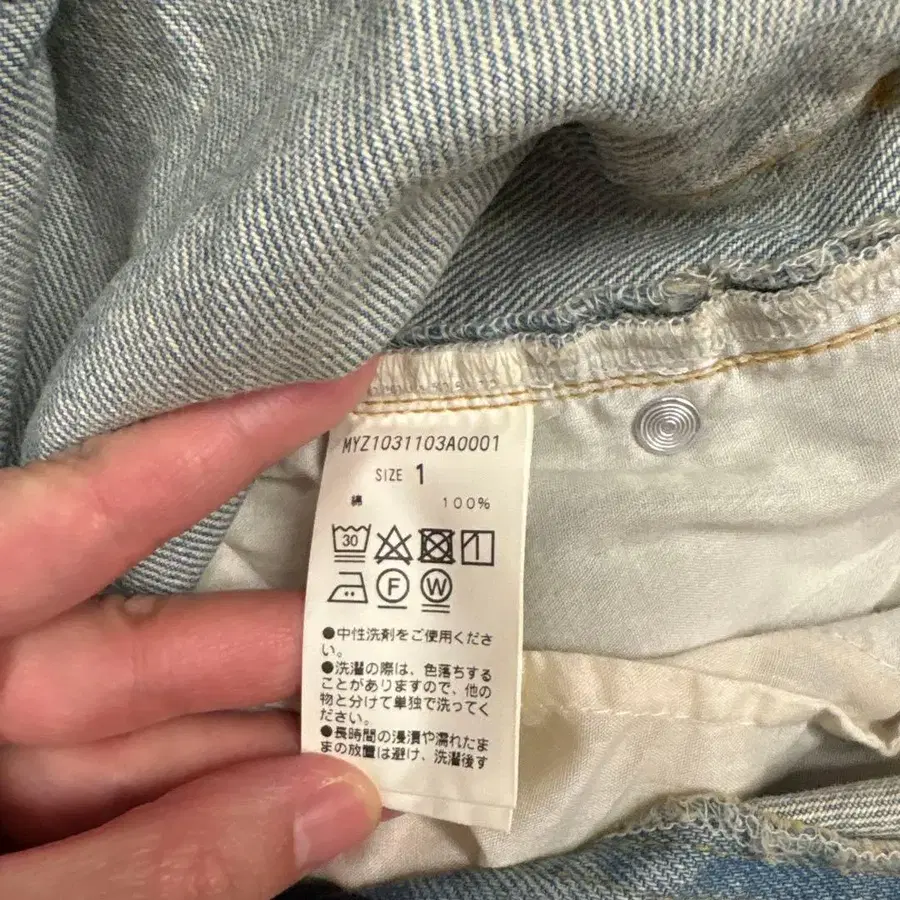 MYZ1031103A0001
SIZE 1
綿 100%
30
F W
●中性洗剤をご使用くださ
い。
●洗濯の際は、色落ちする
ことがありますので、他の
物と分けて単独で洗ってく
ださい。
●長時間の浸漬や濡れたま
まの放置は避け、洗濯後す